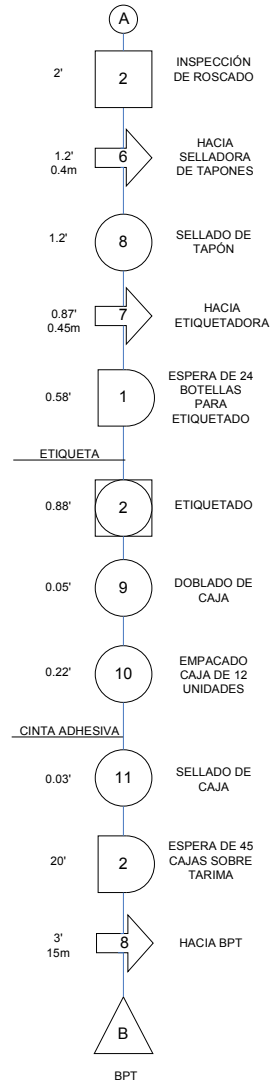 A
2'
2
INSPECCIÓN
DE ROSCADO
1.2'
0.4m
6
HACIA
SELLADORA
DE TAPONES
1.2'
8
SELLADO DE
TAPÓN
0.87'
0.45m
7
HACIA
ETIQUETADORA
0.58'
1
ESPERA DE 24
BOTELLAS
PARA
ETIQUETADO
ETIQUETA
0.88'
2
ETIQUETADO
0.05'
9
DOBLADO DE
CAJA
0.22'
10
EMPACADO
CAJA DE 12
UNIDADES
CINTA ADHESIVA
0.03'
11
SELLADO DE
CAJA
20'
2
ESPERA DE 45
CAJAS SOBRE
TARIMA
3'
15m
8
HACIA BPT
B
BPT